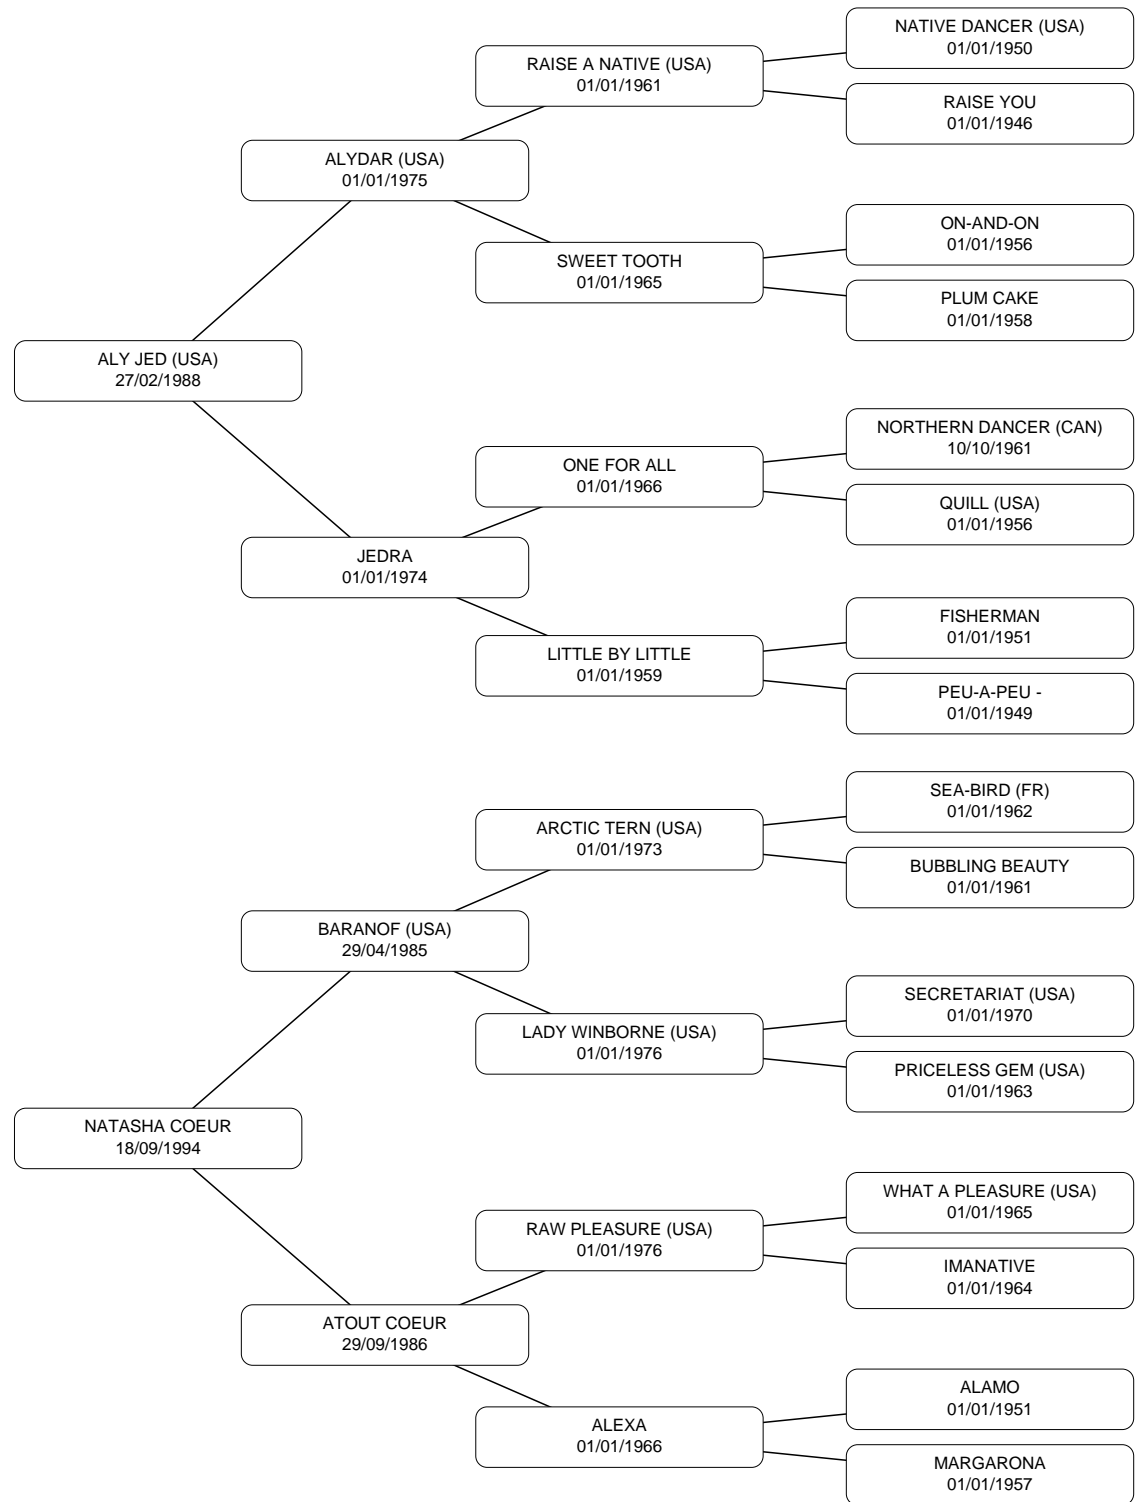 NATIVE DANCER (USA)
01/01/1950
RAISE A NATIVE (USA)
01/01/1961
RAISE YOU
01/01/1946
ALYDAR (USA)
01/01/1975
ON-AND-ON
01/01/1956
SWEET TOOTH
01/01/1965
PLUM CAKE
01/01/1958
ALY JED (USA)
27/02/1988
NORTHERN DANCER (CAN)
10/10/1961
ONE FOR ALL
01/01/1966
QUILL (USA)
01/01/1956
JEDRA
01/01/1974
FISHERMAN
01/01/1951
LITTLE BY LITTLE
01/01/1959
PEU-A-PEU -
01/01/1949
SEA-BIRD (FR)
01/01/1962
ARCTIC TERN (USA)
01/01/1973
BUBBLING BEAUTY
01/01/1961
BARANOF (USA)
29/04/1985
SECRETARIAT (USA)
01/01/1970
LADY WINBORNE (USA)
01/01/1976
PRICELESS GEM (USA)
01/01/1963
NATASHA COEUR
18/09/1994
WHAT A PLEASURE (USA)
01/01/1965
RAW PLEASURE (USA)
01/01/1976
IMANATIVE
01/01/1964
ATOUT COEUR
29/09/1986
ALAMO
01/01/1951
ALEXA
01/01/1966
MARGARONA
01/01/1957